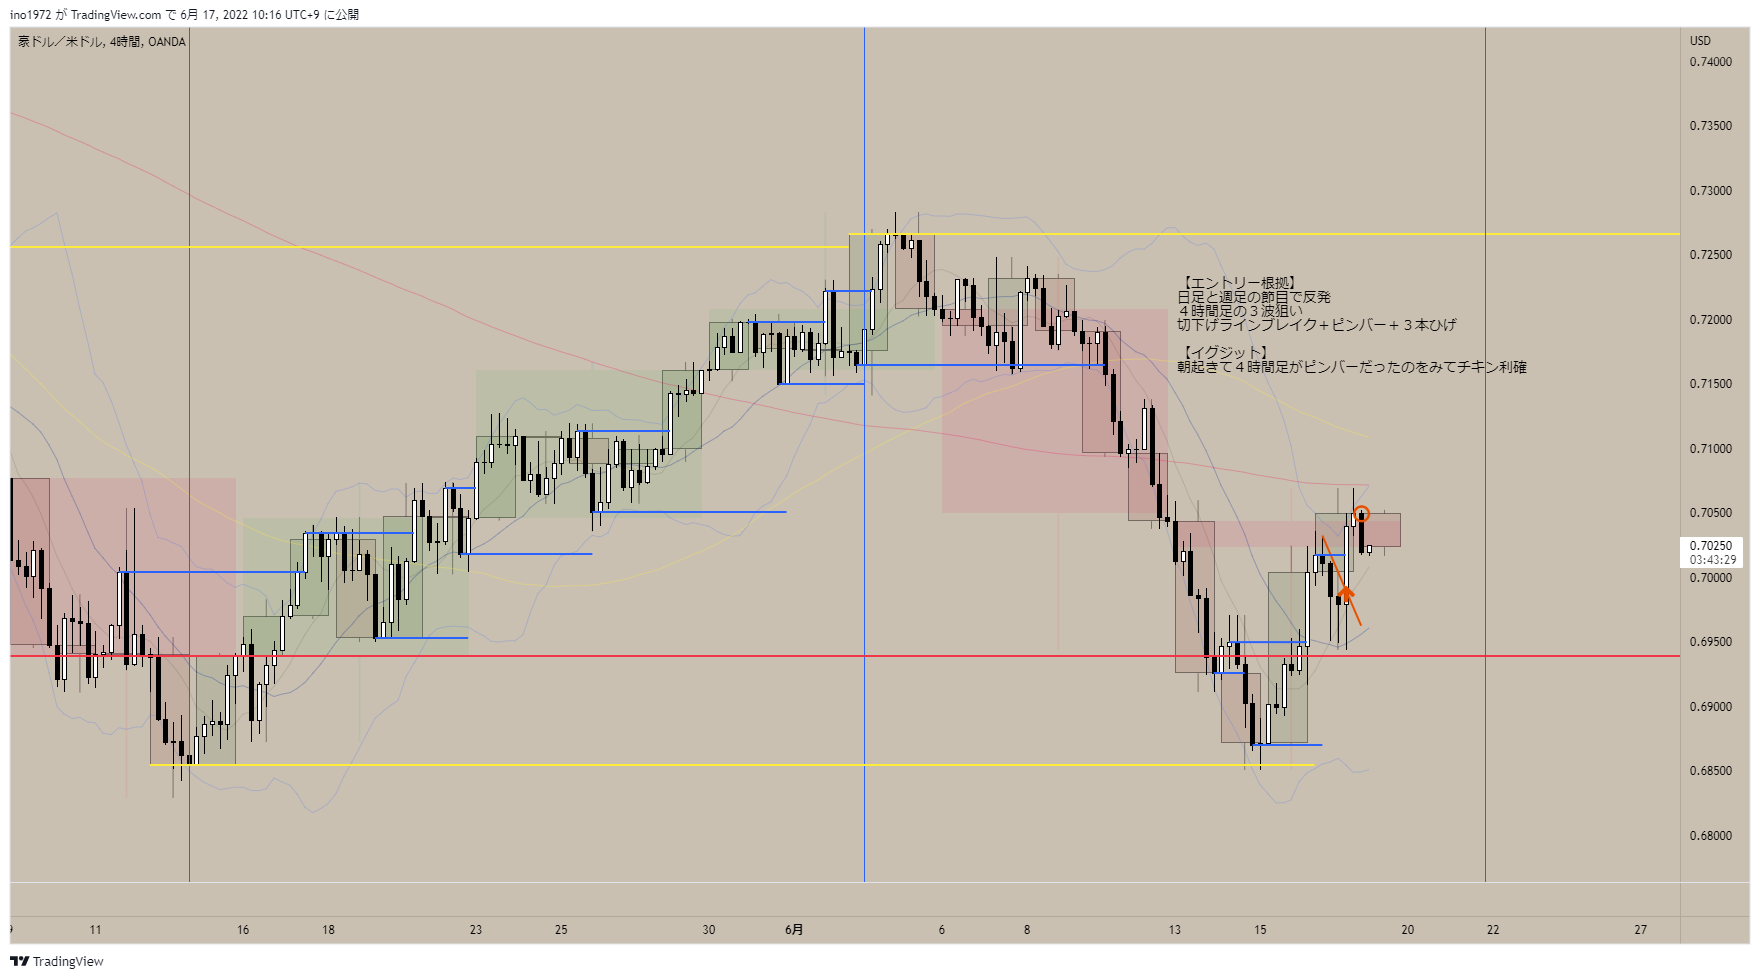 ino1972 が TradingView.com で 6月 17, 2022 10:16 UTC+9 に公開
豪ドル／米ドル, 4時間, OANDA
USD
0.74000
0.73500
0.73000
0.72500
【エントリー根拠】
日足と週足の節目で反発
４時間足の３波狙い
切下げラインブレイク＋ピンバー＋３本ひげ
0.72000
【イグジット】
朝起きて４時間足がピンバーだったのをみてチキン利確
0.71500
0.71000
0.70500
0.70250
03:43:29
0.70000
0.69500
0.69000
0.68500
0.68000
9 11 16 18 23 25 30 6月 6 8 13 15 20 22 27
TradingView